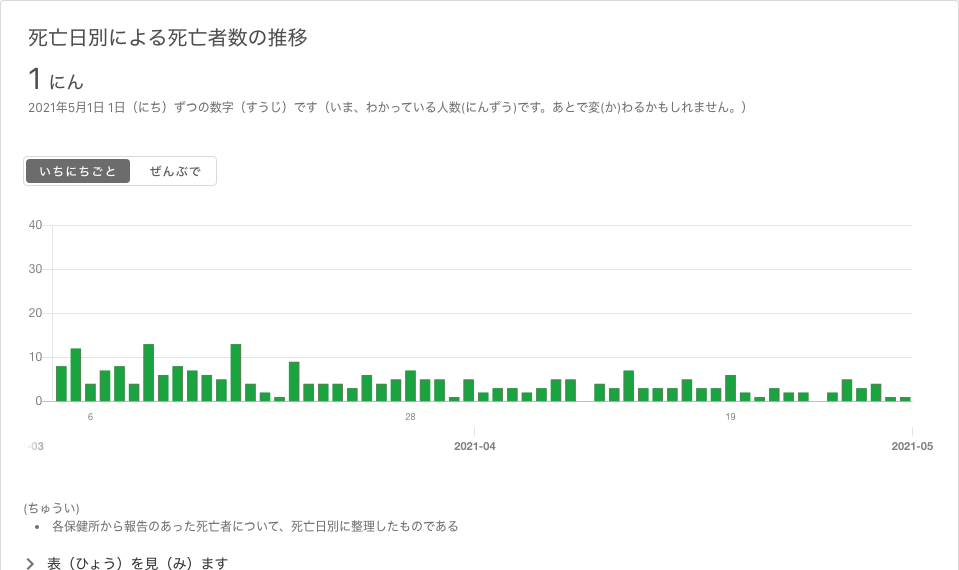 死亡日別による死亡者数の推移
1 にん
2021年5月1日 1日（にち）ずつの数字（すうじ）です（いま、わかっている人数(にんずう)です。あとで変(か)わるかもしれません。）
いちにちごと ぜんぶで
40
30
20
10
0
6 28 19
-03 2021-04 2021-05
(ちゅうい)
• 各保健所から報告のあった死亡者について、死亡日別に整理したものである
表（ひょう）を見（み）ます